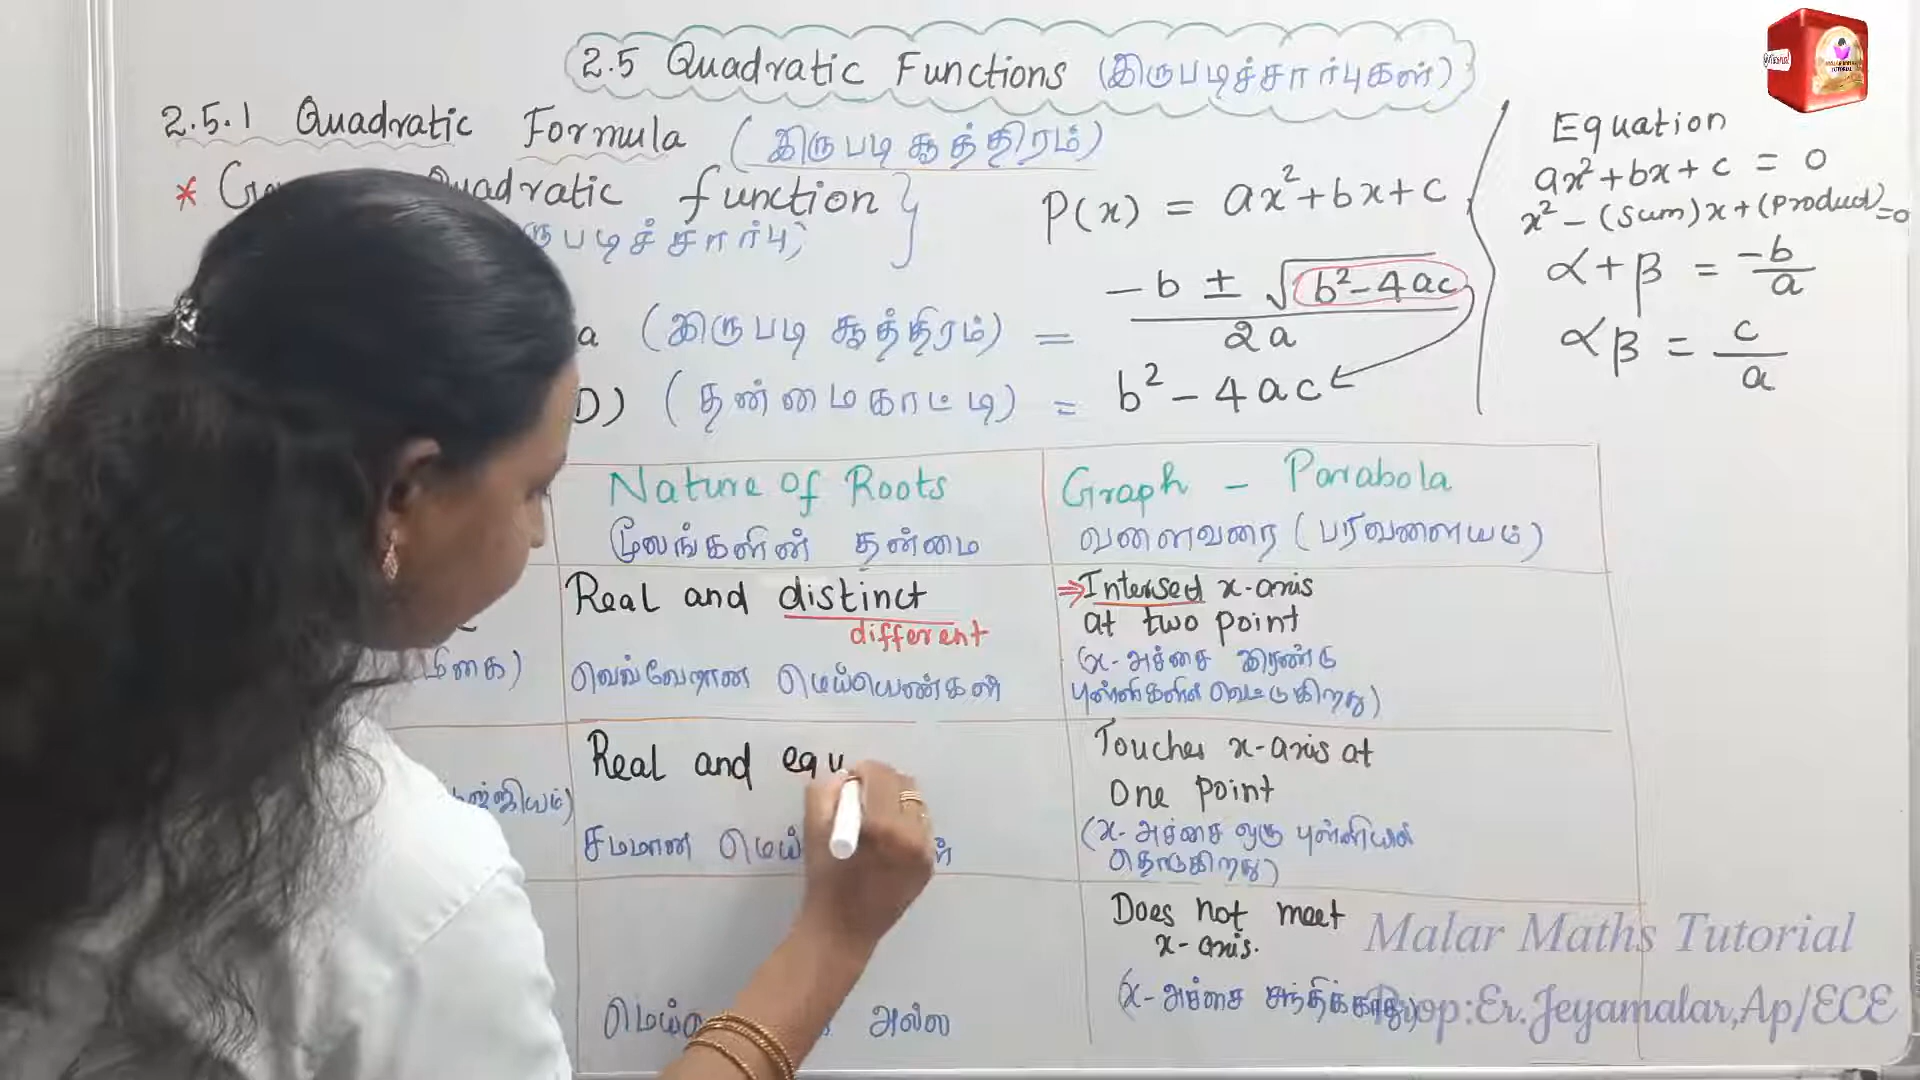 2.5 Quadratic Functions (இருபடிச்சார்புகள்)
2.5.1 Quadratic Formula (இருபடி சூத்திரம்)
* Quadratic function } P(x) = ax²+bx+c
ருபடிச்சார்பு)
a (இருபடி சூத்திரம்) = -b ± √b²-4ac / 2a
D) (தன்மைகாட்டி) = b² - 4ac
Equation
ax²+bx+c = 0
x² - (Sum)x + (Product) = 0
α+β = -b/a
αβ = c/a
Nature of Roots
மூலங்களின் தன்மை
Graph - Parabola
வளைவரை (பரவளையம்)
மிகை)
Real and distinct
different
வெவ்வேறான மெய்யெண்கள்
⇒Intersect x-axis
at two point
(x-அச்சை இரண்டு
புள்ளிகளில் வெட்டுகிறது)
Real and equ
சமமான மெய்
Touches x-axis at
One point
(x-அச்சை ஒரு புள்ளியில்
தொடுகிறது)
அல்ல
Does not meet
x-axis.
(x-அச்சை சந்திக்காது)
Malar Maths Tutorial
Prop:Er.Jeyamalar,Ap/ECE